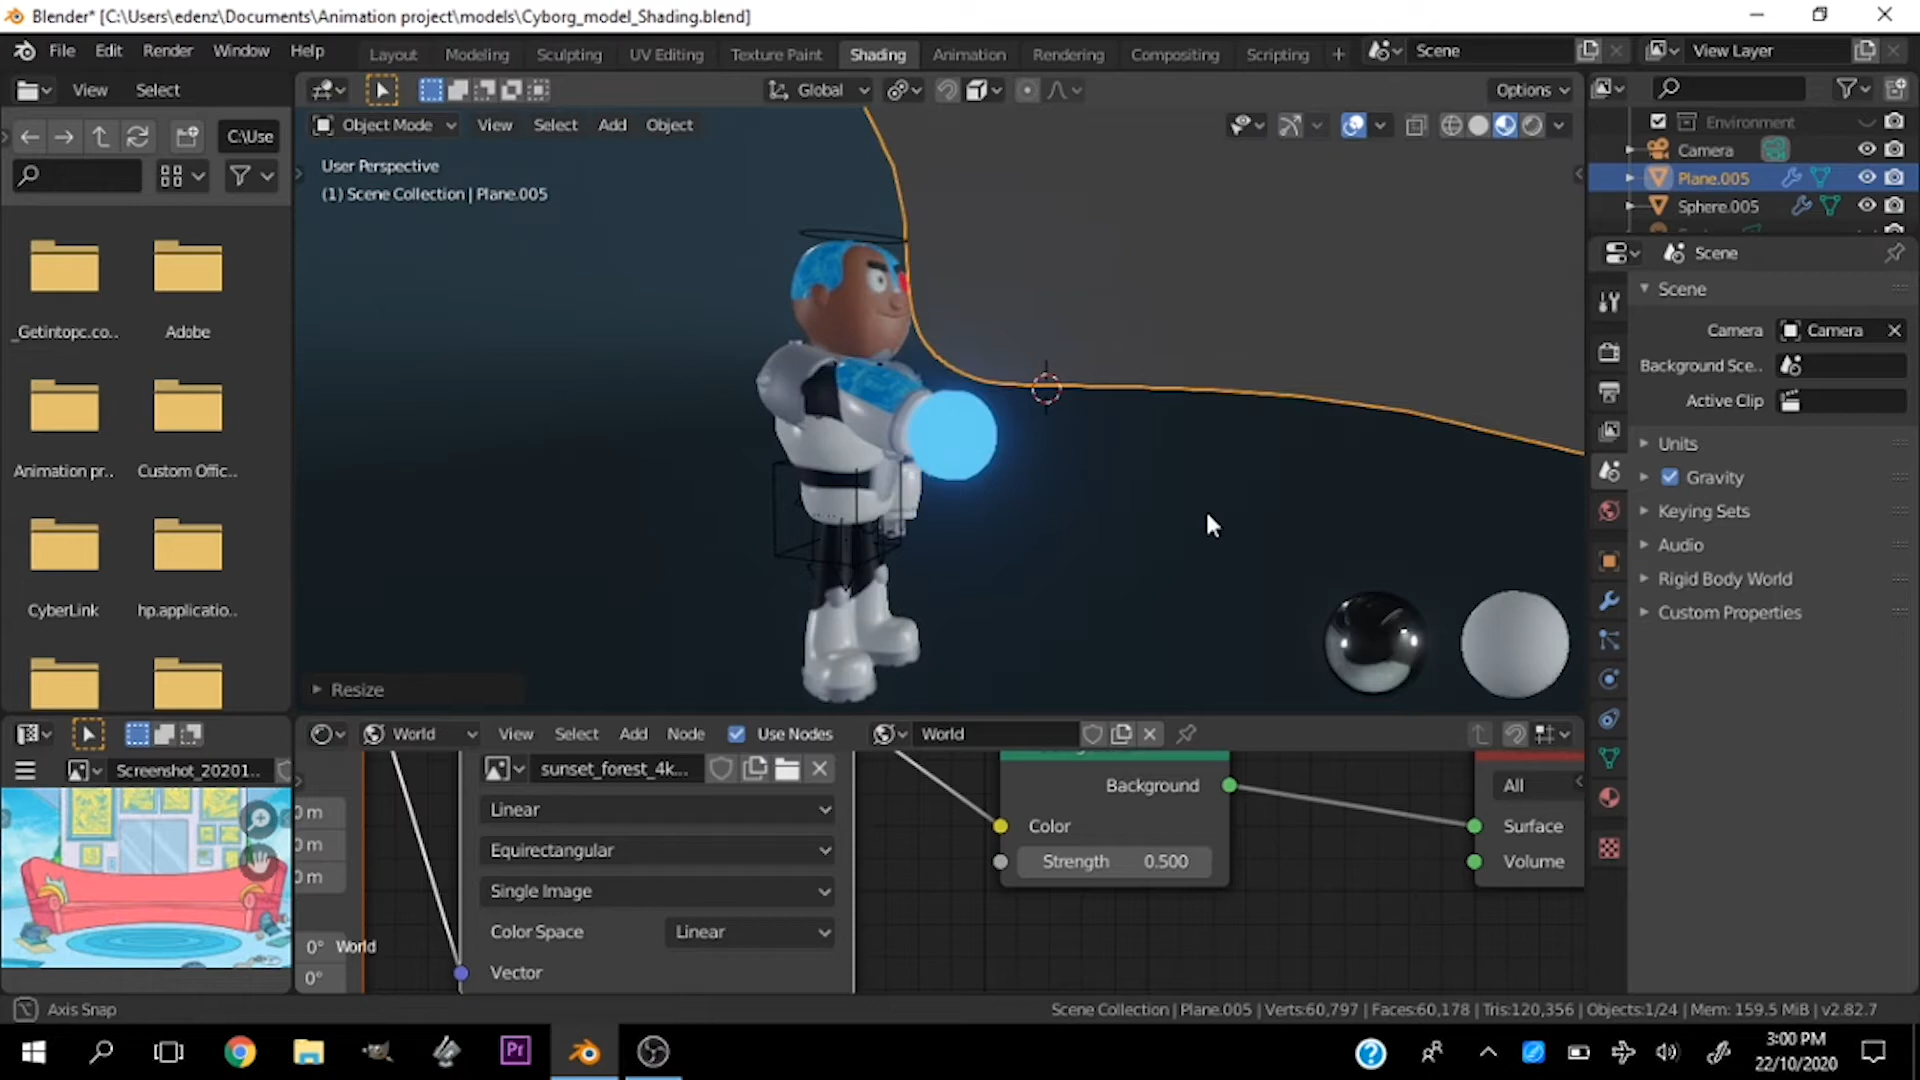 Blender* [C:\Users\edenz\Documents\Animation project\models\Cyborg_model_Shading.blend]
File Edit Render Window Help
Layout Modeling Sculpting UV Editing Texture Paint Shading Animation Rendering Compositing Scripting +
Scene
View Layer
View Select
Global
Options
C:\Use
Object Mode View Select Add Object
User Perspective
(1) Scene Collection | Plane.005
Environment
Camera
Plane.005
Sphere.005
_Getintopc.co..
Adobe
Animation pr..
Custom Offic..
CyberLink
hp.applicatio..
Resize
Scene
Scene
Camera Camera
Background Sce..
Active Clip
Units
Gravity
Keying Sets
Audio
Rigid Body World
Custom Properties
World View Select Add Node Use Nodes World
Screenshot_20201...
0 m
0 m
0 m
0°
0°
World
sunset_forest_4k...
Linear
Equirectangular
Single Image
Color Space Linear
Vector
Background
Color
Strength 0.500
All
Surface
Volume
Axis Snap
Scene Collection | Plane.005 | Verts:60,797 | Faces:60,178 | Tris:120,356 | Objects:1/24 | Mem: 159.5 MiB | v2.82.7
Pr
3:00 PM
22/10/2020